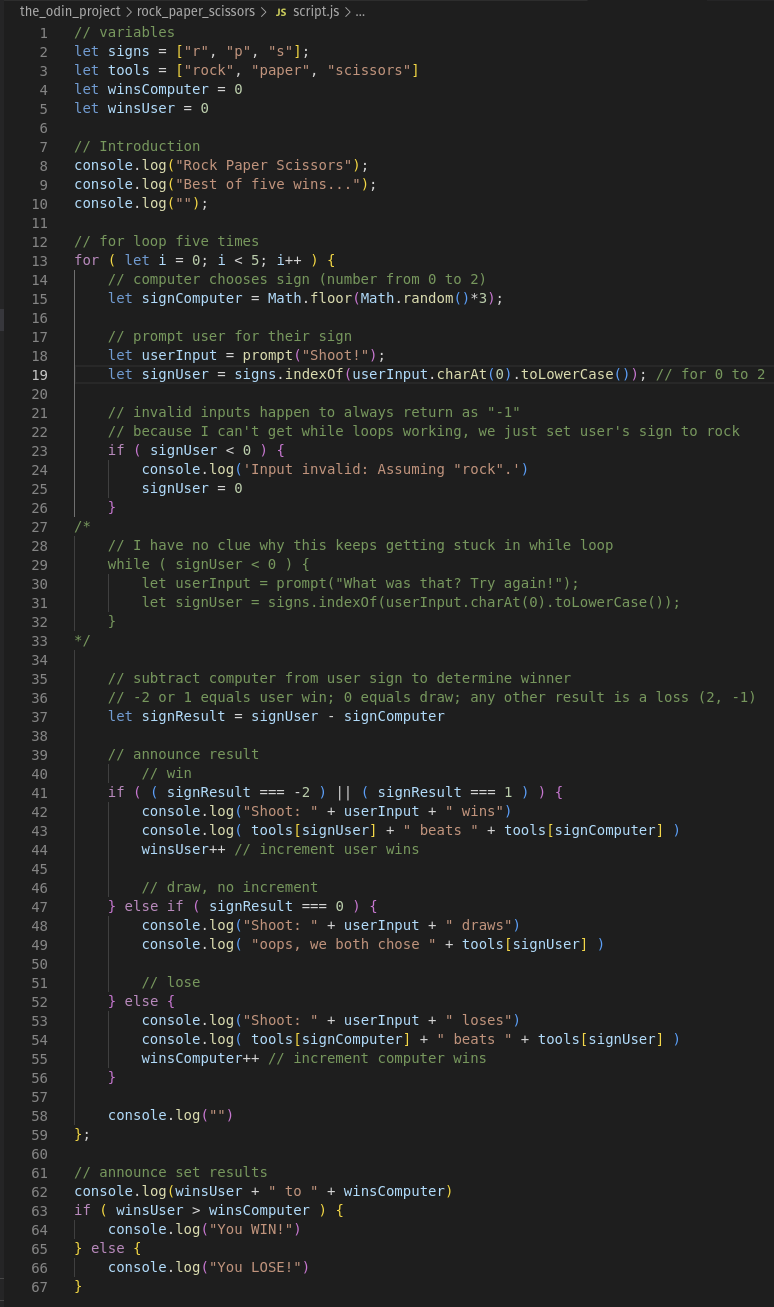 the_odin_project > rock_paper_scissors > JS script.js > ...
1 // variables
2 let signs = ["r", "p", "s"];
3 let tools = ["rock", "paper", "scissors"]
4 let winsComputer = 0
5 let winsUser = 0
6
7 // Introduction
8 console.log("Rock Paper Scissors");
9 console.log("Best of five wins...");
10 console.log("");
11
12 // for loop five times
13 for ( let i = 0; i < 5; i++ ) {
14     // computer chooses sign (number from 0 to 2)
15     let signComputer = Math.floor(Math.random()*3);
16
17     // prompt user for their sign
18     let userInput = prompt("Shoot!");
19     let signUser = signs.indexOf(userInput.charAt(0).toLowerCase()); // for 0 to 2
20
21     // invalid inputs happen to always return as "-1"
22     // because I can't get while loops working, we just set user's sign to rock
23     if ( signUser < 0 ) {
24         console.log('Input invalid: Assuming "rock".')
25         signUser = 0
26     }
27 /*
28     // I have no clue why this keeps getting stuck in while loop
29     while ( signUser < 0 ) {
30         let userInput = prompt("What was that? Try again!");
31         let signUser = signs.indexOf(userInput.charAt(0).toLowerCase());
32     }
33 */
34
35     // subtract computer from user sign to determine winner
36     // -2 or 1 equals user win; 0 equals draw; any other result is a loss (2, -1)
37     let signResult = signUser - signComputer
38
39     // announce result
40         // win
41     if ( ( signResult === -2 ) || ( signResult === 1 ) ) {
42         console.log("Shoot: " + userInput + " wins")
43         console.log( tools[signUser] + " beats " + tools[signComputer] )
44         winsUser++ // increment user wins
45
46         // draw, no increment
47     } else if ( signResult === 0 ) {
48         console.log("Shoot: " + userInput + " draws")
49         console.log( "oops, we both chose " + tools[signUser] )
50
51         // lose
52     } else {
53         console.log("Shoot: " + userInput + " loses")
54         console.log( tools[signComputer] + " beats " + tools[signUser] )
55         winsComputer++ // increment computer wins
56     }
57
58     console.log("")
59 };
60
61 // announce set results
62 console.log(winsUser + " to " + winsComputer)
63 if ( winsUser > winsComputer ) {
64     console.log("You WIN!")
65 } else {
66     console.log("You LOSE!")
67 }